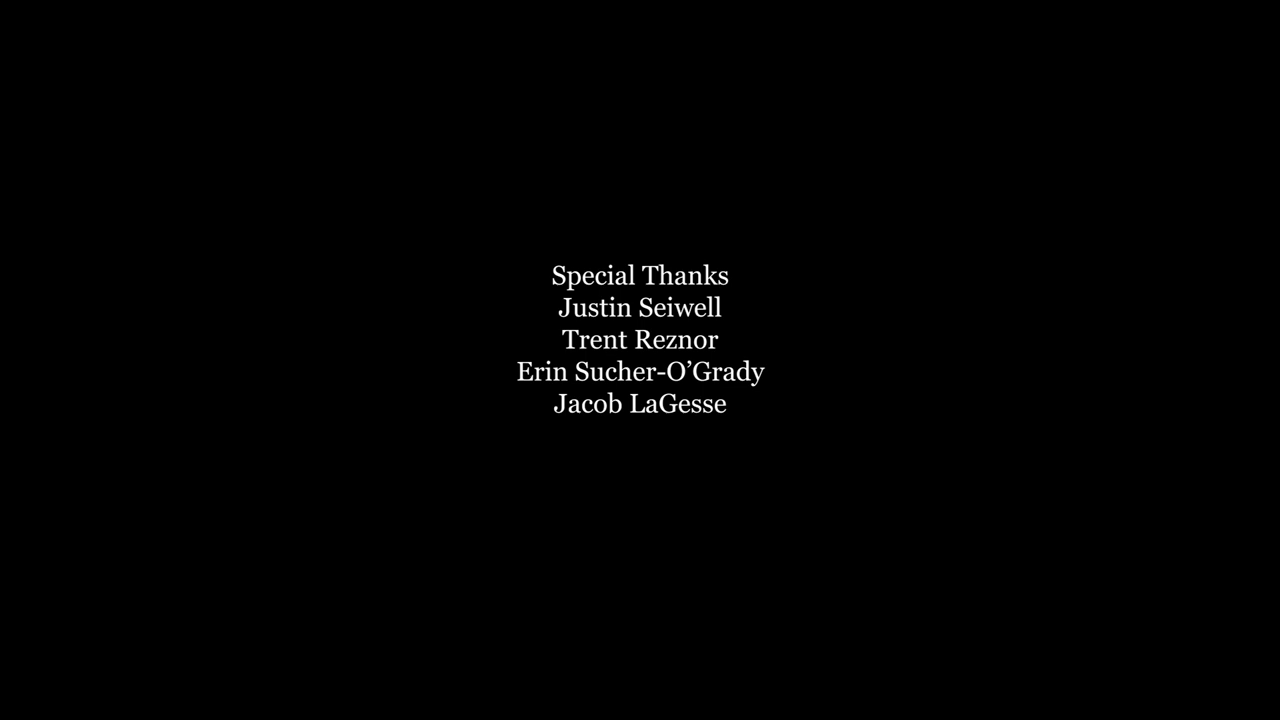 Special Thanks
Justin Seiwell
Trent Reznor
Erin Sucher-O’Grady
Jacob LaGesse